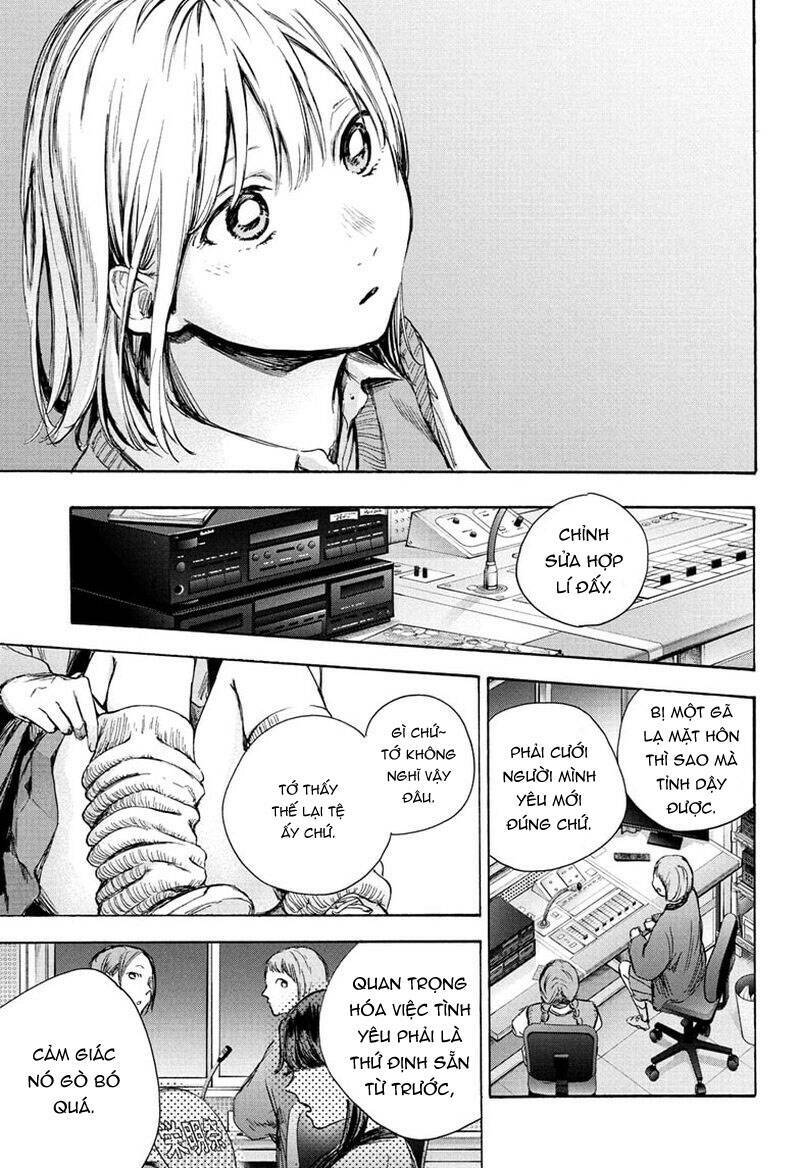 CHỈNH
SỬA HỢP
LÍ ĐẤY.
BỊ MỘT GÃ
LẠ MẶT HÔN
THÌ SAO MÀ
TỈNH DẬY
ĐƯỢC.
PHẢI CƯỚI
NGƯỜI MÌNH
YÊU MỚI
ĐÚNG CHỨ.
GÌ CHỨ~
TỚ KHÔNG
NGHĨ VẬY
ĐÂU.
TỚ THẤY
THẾ LẠI TỆ
ẤY CHỨ.
QUAN TRỌNG
HÓA VIỆC TÌNH
YÊU PHẢI LÀ
THỨ ĐỊNH SẴN
TỪ TRƯỚC,
CẢM GIÁC
NÓ GÒ BÓ
QUÁ.